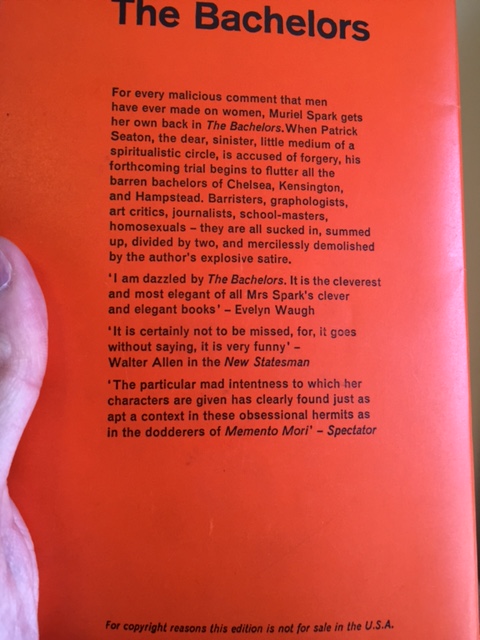 The Bachelors
For every malicious comment that men
have ever made on women, Muriel Spark gets
her own back in The Bachelors. When Patrick
Seaton, the dear, sinister, little medium of a
spiritualistic circle, is accused of forgery, his
forthcoming trial begins to flutter all the
barren bachelors of Chelsea, Kensington,
and Hampstead. Barristers, graphologists,
art critics, journalists, school-masters,
homosexuals – they are all sucked in, summed
up, divided by two, and mercilessly demolished
by the author's explosive satire.
'I am dazzled by The Bachelors. It is the cleverest
and most elegant of all Mrs Spark's clever
and elegant books' – Evelyn Waugh
'It is certainly not to be missed, for, it goes
without saying, it is very funny' –
Walter Allen in the New Statesman
'The particular mad intentness to which her
characters are given has clearly found just as
apt a context in these obsessional hermits as
in the dodderers of Memento Mori' – Spectator
For copyright reasons this edition is not for sale in the U.S.A.